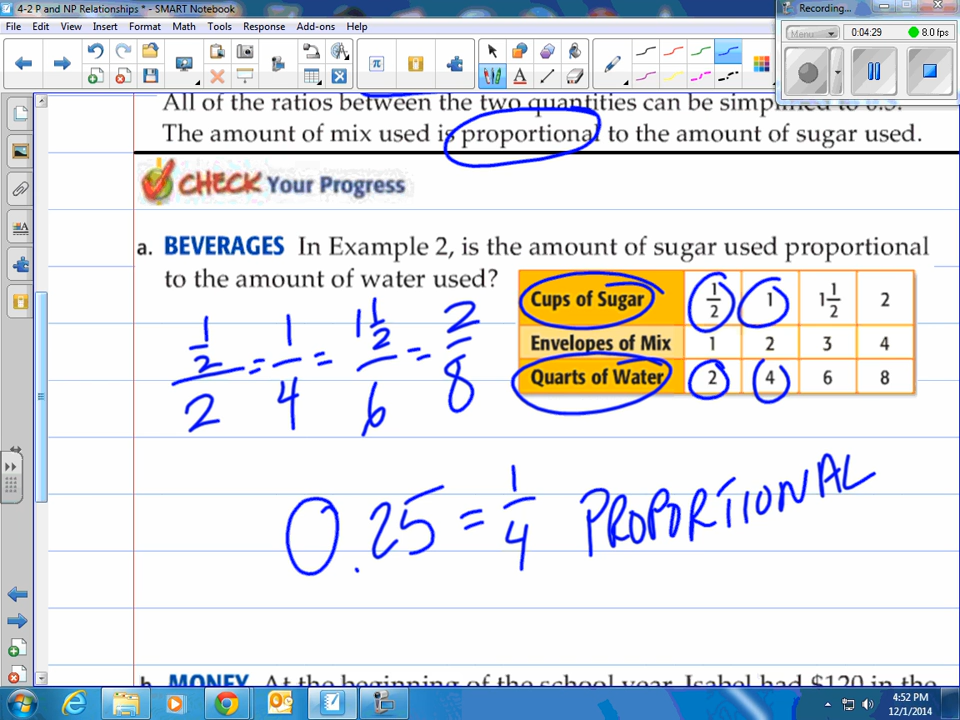 4-2 P and NP Relationships * - SMART Notebook
Recording...
File Edit View Insert Format Tools Response Help Add-ons
Menu 0:04:29 8.0 fps
All of the ratios between the two quantities can be simplified to 0.5.
The amount of mix used is proportional to the amount of sugar used.
CHECK Your Progress
a. BEVERAGES In Example 2, is the amount of sugar used proportional
to the amount of water used?
Cups of Sugar 1/2 1 1 1/2 2
Envelopes of Mix 1 2 3 4
Quarts of Water 2 4 6 8
1/2/2 = 1/4 = 1 1/2/6 = 2/8
0.25 = 1/4 PROPORTIONAL
b. MONEY At the beginning of the school year, Isabel had $120 in the
4:52 PM
12/1/2014